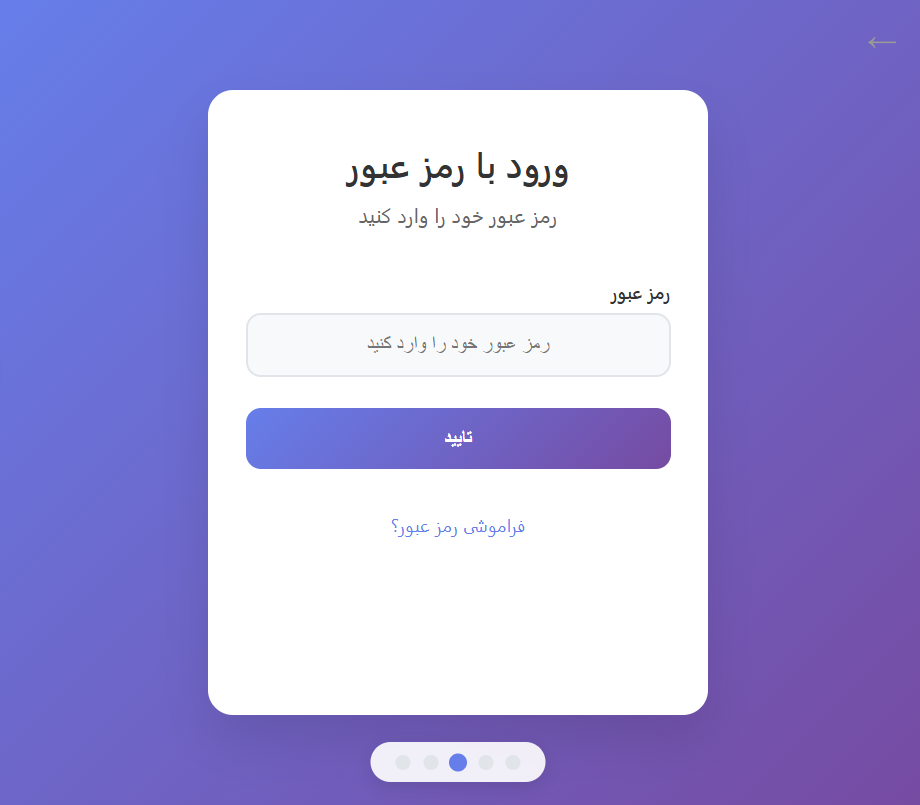 ورود با رمز عبور
رمز عبور خود را وارد کنید
رمز عبور
رمز عبور خود را وارد کنید
تایید
فراموشی رمز عبور؟